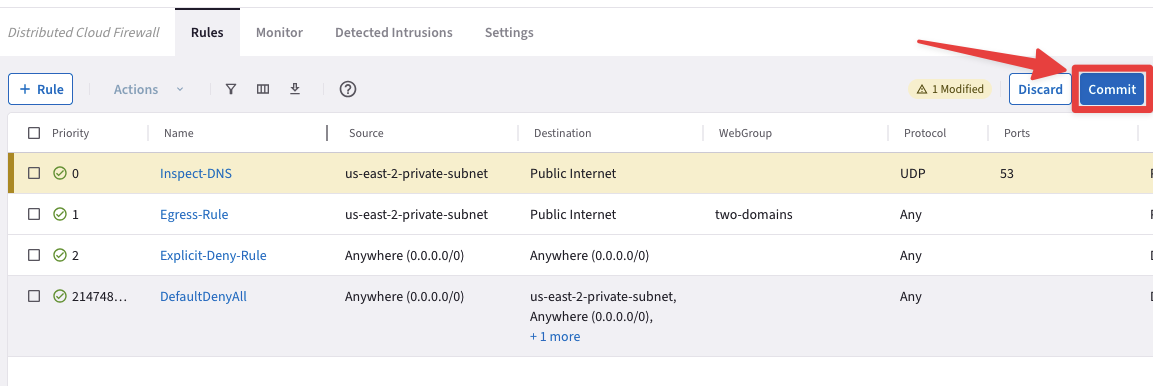 Distributed Cloud Firewall Rules Monitor Detected Intrusions Settings
+ Rule Actions 1 Modified Discard Commit
Priority Name Source Destination WebGroup Protocol Ports
0 Inspect-DNS us-east-2-private-subnet Public Internet UDP 53
1 Egress-Rule us-east-2-private-subnet Public Internet two-domains Any
2 Explicit-Deny-Rule Anywhere (0.0.0.0/0) Anywhere (0.0.0.0/0) Any
214748... DefaultDenyAll Anywhere (0.0.0.0/0) us-east-2-private-subnet, Any
Anywhere (0.0.0.0/0),
+ 1 more